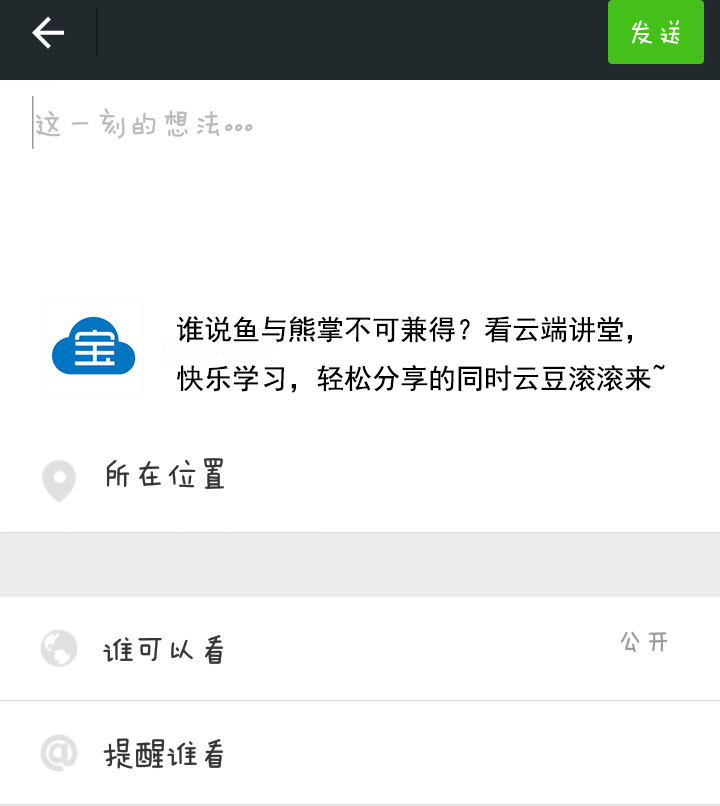 发送
这一刻的想法...
宝
谁说鱼与熊掌不可兼得？看云端讲堂，
快乐学习，轻松分享的同时云豆滚滚来~
所在位置
谁可以看
公开
@
提醒谁看